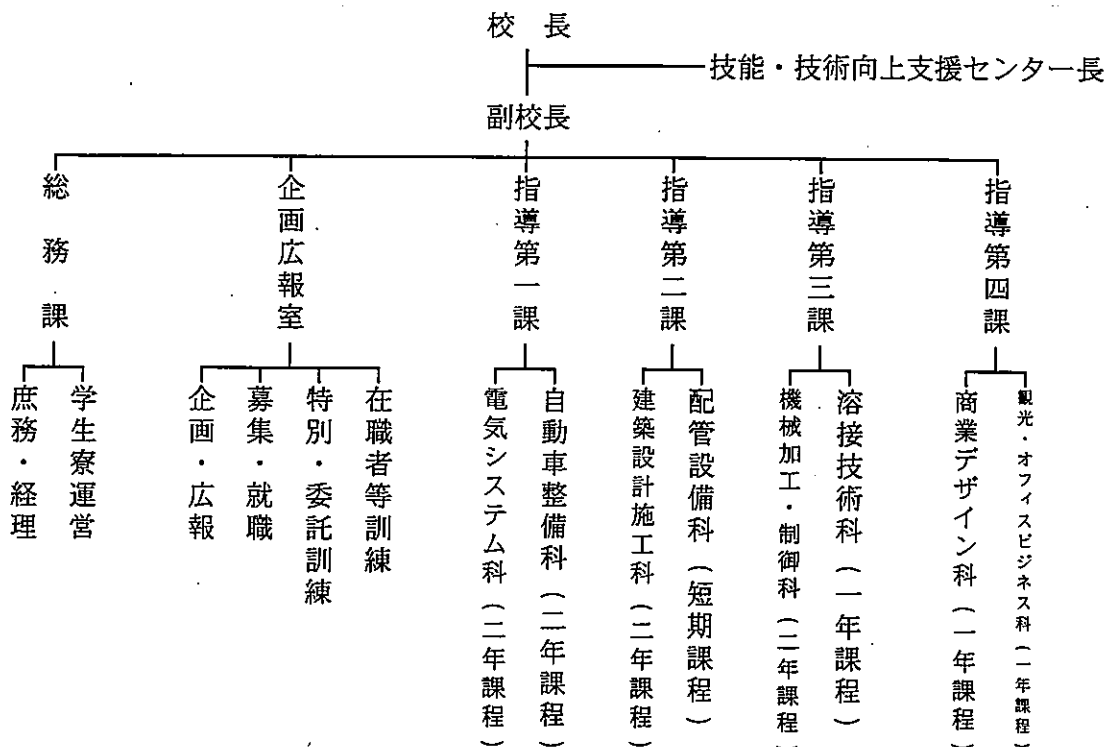 校長
技能・技術向上支援センター長
副校長
総務課
企画広報室
指導第一課
指導第二課
指導第三課
指導第四課
庶務・経理
学生寮運営
企画・広報
募集・就職
特別・委託訓練
在職者等訓練
電気システム科(二年課程)
自動車整備科(二年課程)
建築設計施工科(二年課程)
配管設備科(短期課程)
機械加工・制御科(二年課程)
溶接技術科(一年課程)
商業デザイン科(一年課程)
観光・オフィスビジネス科(一年課程)